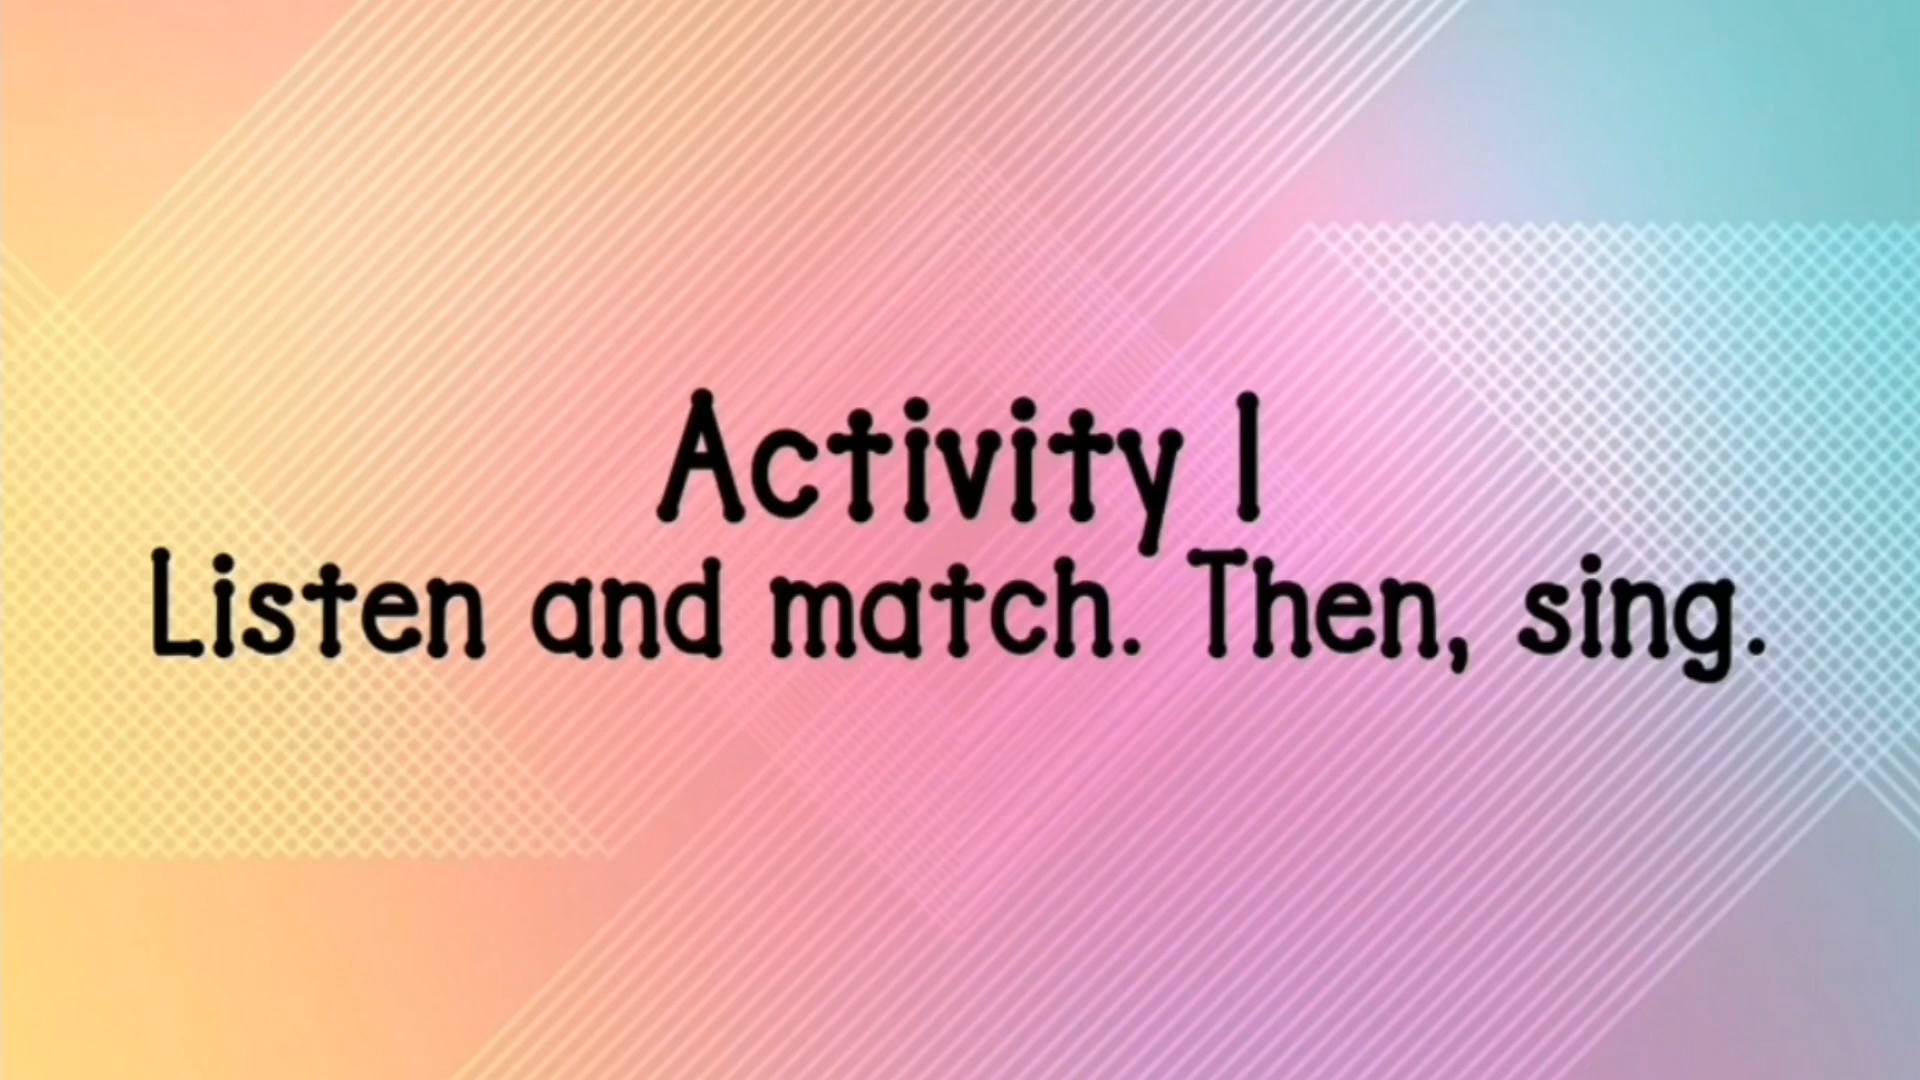 Activity 1
Listen and match. Then, sing.